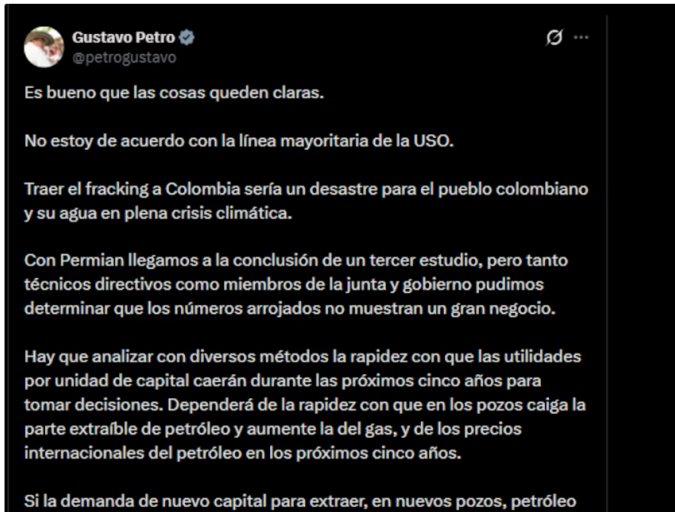 Gustavo Petro
@petrogustavo
Es bueno que las cosas queden claras.
No estoy de acuerdo con la línea mayoritaria de la USO.
Traer el fracking a Colombia sería un desastre para el pueblo colombiano
y su agua en plena crisis climática.
Con Permian llegamos a la conclusión de un tercer estudio, pero tanto
técnicos directivos como miembros de la junta y gobierno pudimos
determinar que los números arrojados no muestran un gran negocio.
Hay que analizar con diversos métodos la rapidez con que las utilidades
por unidad de capital caerán durante las próximos cinco años para
tomar decisiones. Dependerá de la rapidez con que en los pozos caiga la
parte extraíble de petróleo y aumente la del gas, y de los precios
internacionales del petróleo en los próximos cinco años.
Si la demanda de nuevo capital para extraer, en nuevos pozos, petróleo